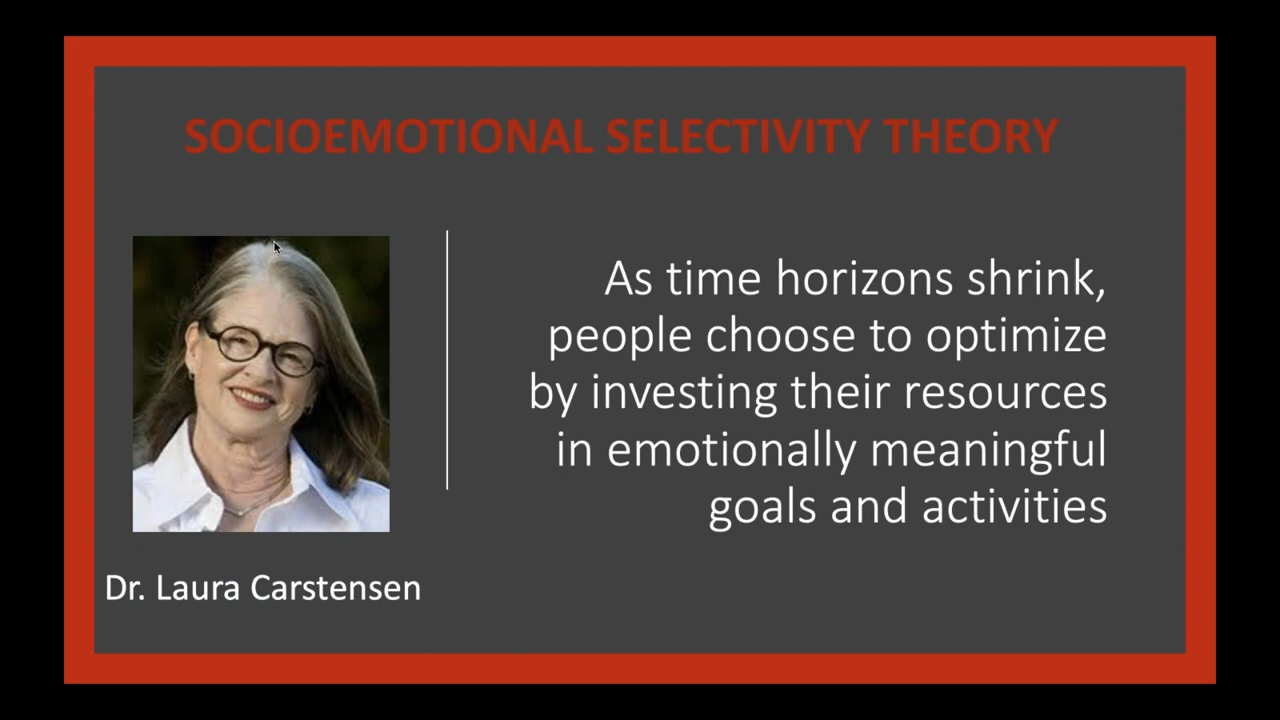 SOCIOEMOTIONAL SELECTIVITY THEORY
As time horizons shrink,
people choose to optimize
by investing their resources
in emotionally meaningful
goals and activities
Dr. Laura Carstensen